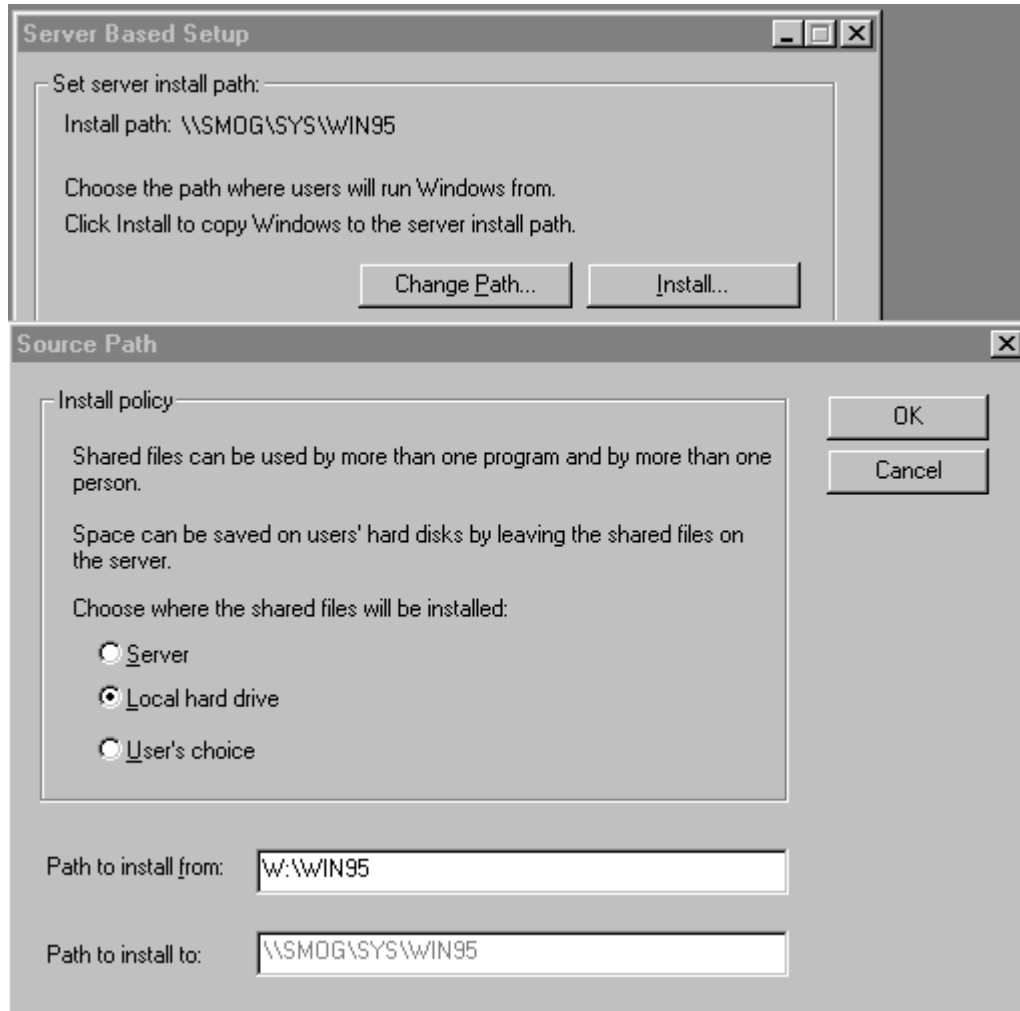 Server Based Setup
Set server install path:
Install path: \\SMOG\SYS\WIN95
Choose the path where users will run Windows from.
Click Install to copy Windows to the server install path.
Change Path...
Install...
Source Path
Install policy
OK
Cancel
Shared files can be used by more than one program and by more than one
person.
Space can be saved on users' hard disks by leaving the shared files on
the server.
Choose where the shared files will be installed:
Server
Local hard drive
User's choice
Path to install from: W:\WIN95
Path to install to: \\SMOG\SYS\WIN95